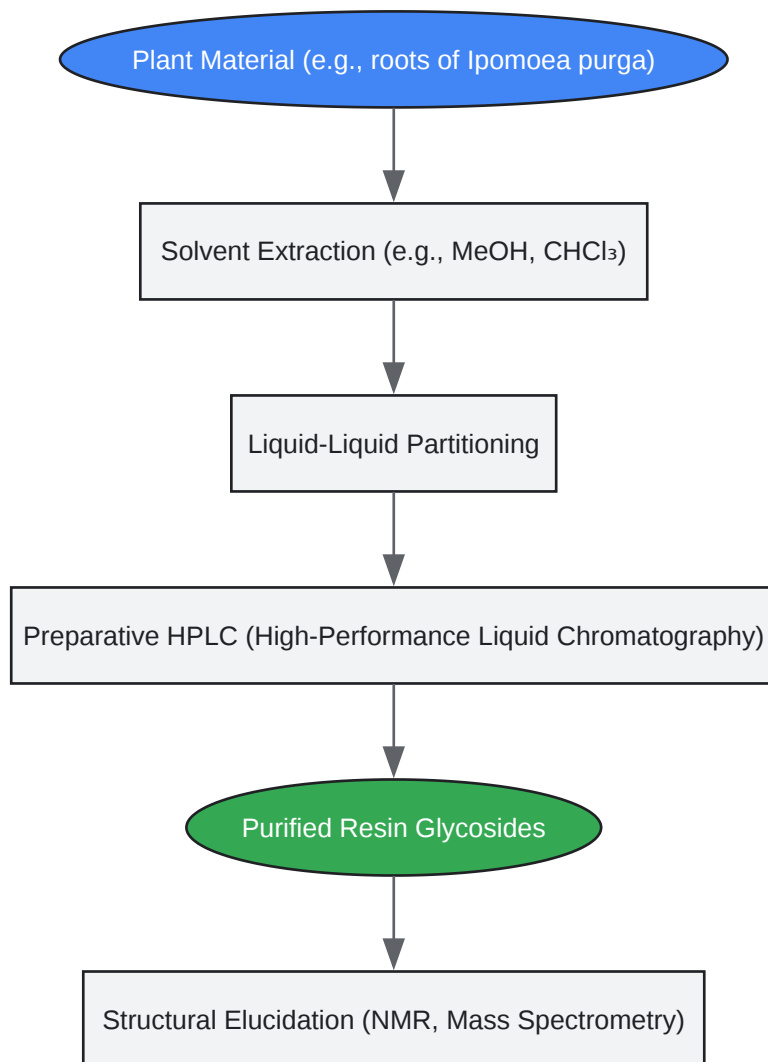 Plant Material (e.g., roots of Ipomoea purga)
Solvent Extraction (e.g., MeOH, CHCl₃)
Liquid-Liquid Partitioning
Preparative HPLC (High-Performance Liquid Chromatography)
Purified Resin Glycosides
Structural Elucidation (NMR, Mass Spectrometry)